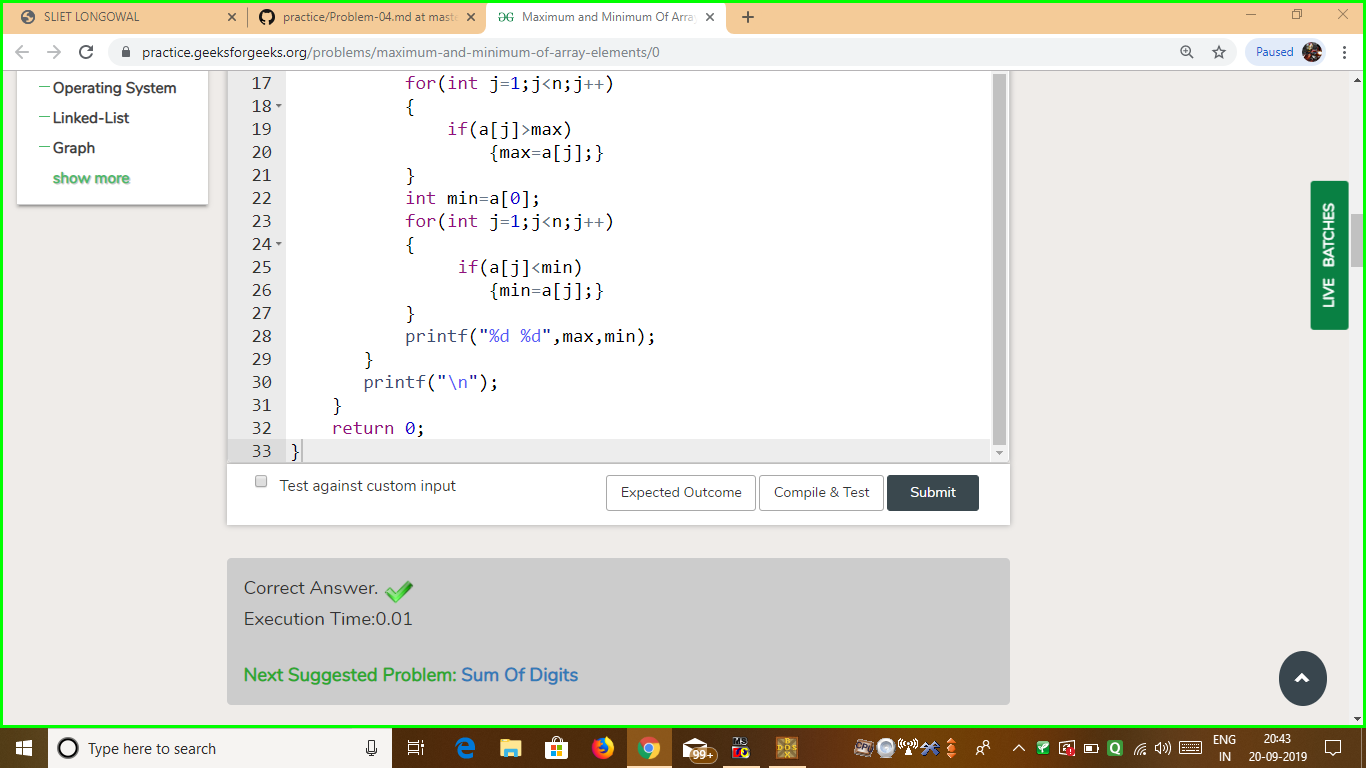 SLIET LONGOWAL
practice/Problem-04.md at maste
Maximum and Minimum Of Array
practice.geeksforgeeks.org/problems/maximum-and-minimum-of-array-elements/0
Paused
Operating System
Linked-List
Graph
show more
17 for(int j=1;j<n;j++)
18 {
19 if(a[j]>max)
20 {max=a[j];}
21 }
22 int min=a[0];
23 for(int j=1;j<n;j++)
24 {
25 if(a[j]<min)
26 {min=a[j];}
27 }
28 printf("%d %d",max,min);
29 }
30 printf("\n");
31 }
32 return 0;
33 }
LIVE BATCHES
Test against custom input
Expected Outcome
Compile & Test
Submit
Correct Answer.
Execution Time:0.01
Next Suggested Problem: Sum Of Digits
Type here to search
99+
ENG
IN
20:43
20-09-2019